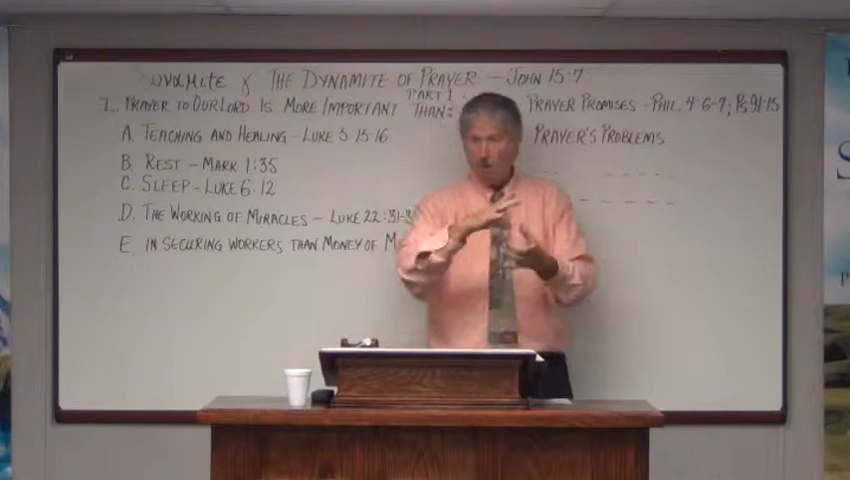 DYNAMITE & THE DYNAMITE OF PRAYER — JOHN 15:7
PART 1
I. PRAYER TO OUR LORD IS MORE IMPORTANT THAN:
A. TEACHING AND HEALING - LUKE 5:15-16
B. REST - MARK 1:35
C. SLEEP - LUKE 6:12
D. THE WORKING OF MIRACLES - LUKE 22:31-3
E. IN SECURING WORKERS THAN MONEY OF M
PRAYER PROMISES - PHIL. 4:6-7; PS 91:15
PRAYER'S PROBLEMS
S
P